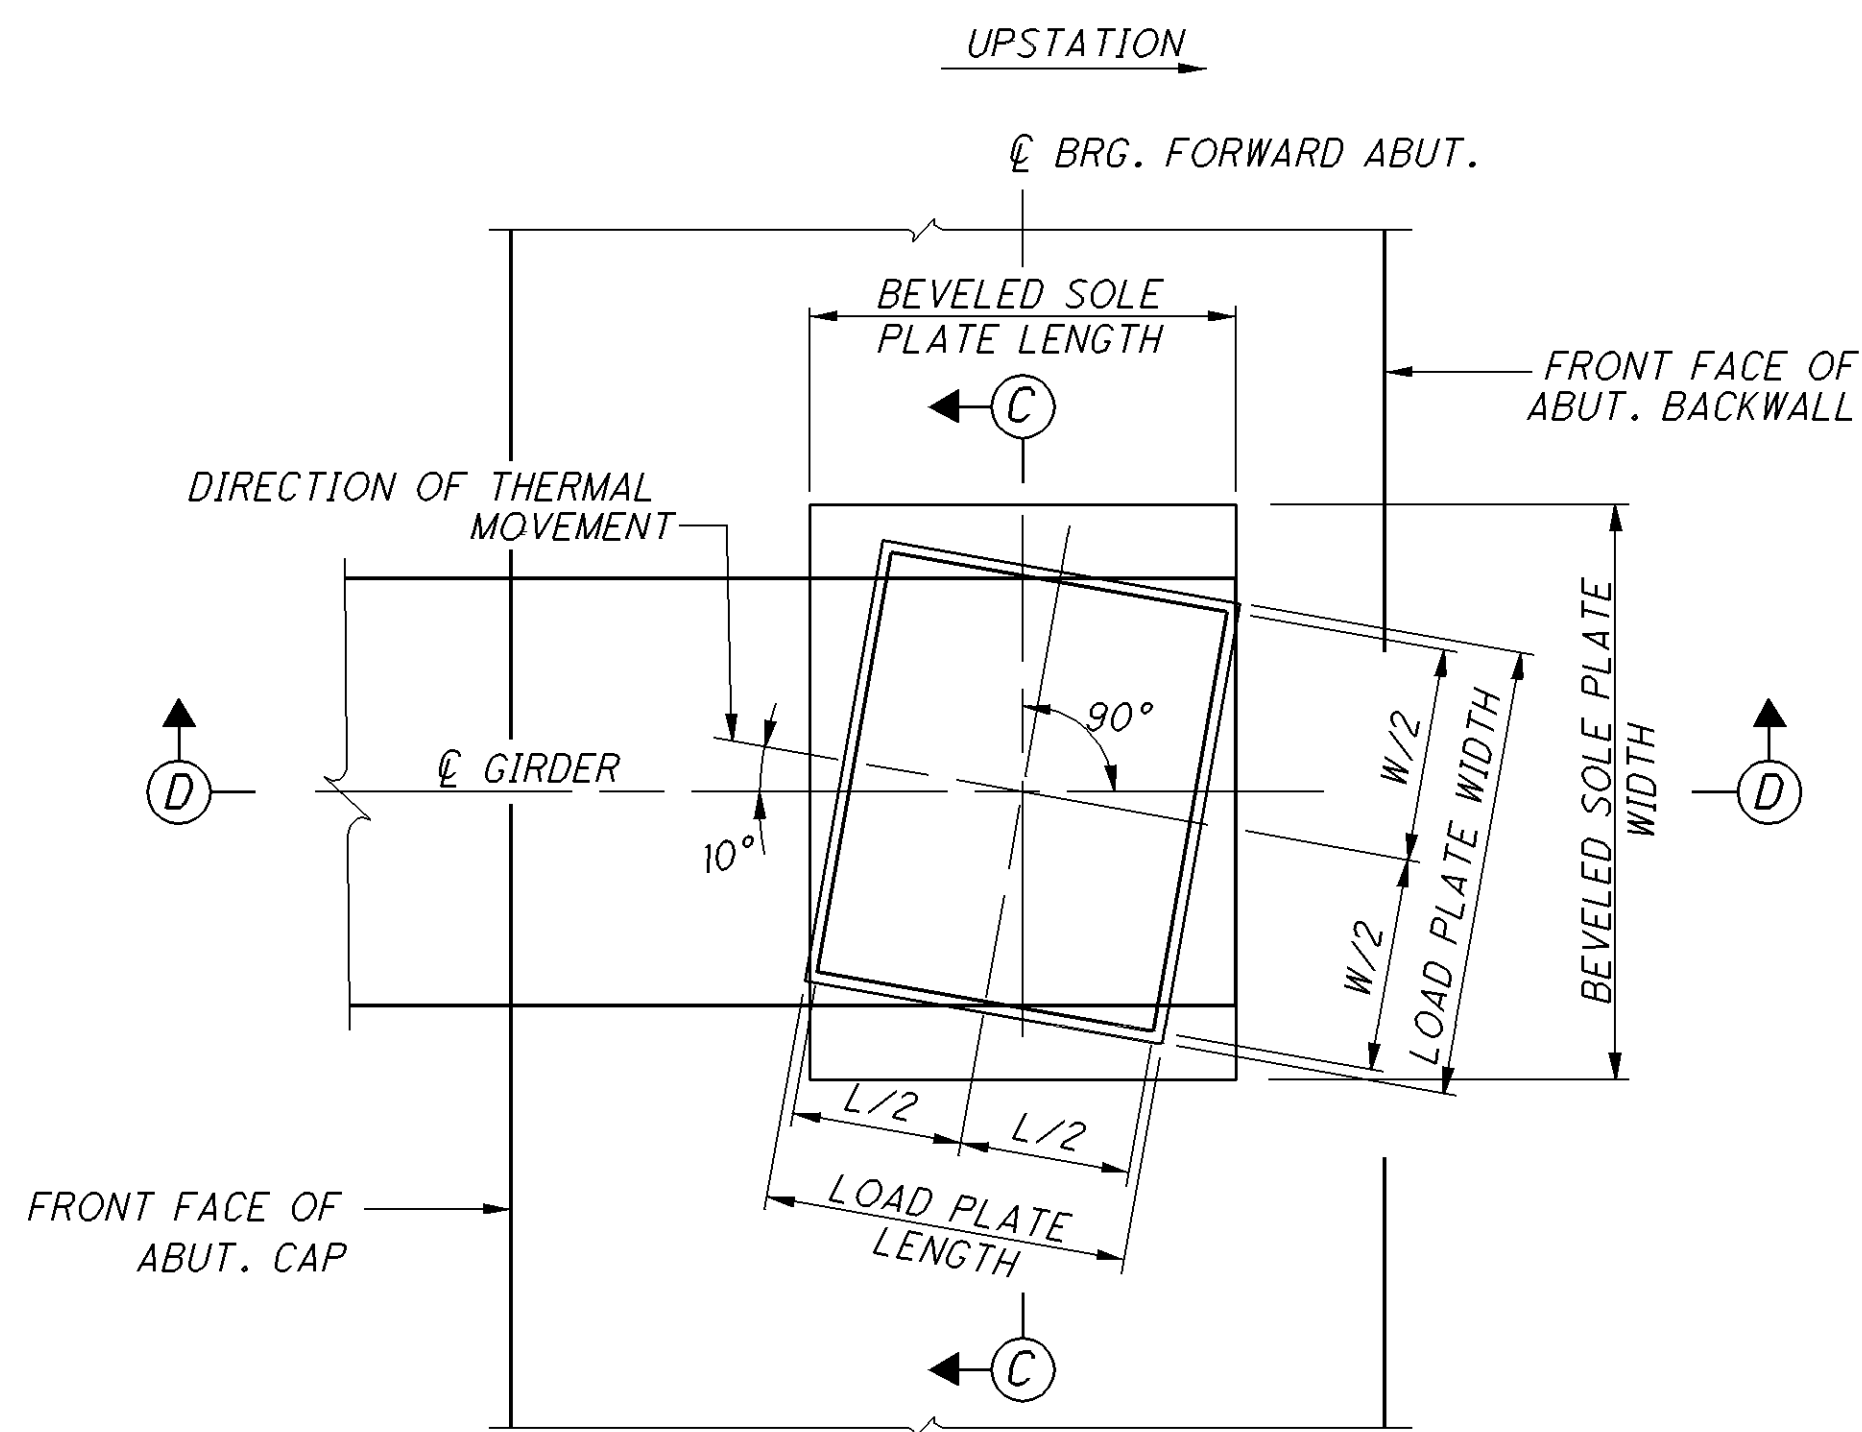 UPSTATION
℄ BRG. FORWARD ABUT.
BEVELED SOLE
PLATE LENGTH
FRONT FACE OF
ABUT. BACKWALL
C
DIRECTION OF THERMAL
MOVEMENT
90°
℄ GIRDER
10°
D
D
W/2
W/2
LOAD PLATE WIDTH
BEVELED SOLE PLATE
WIDTH
L/2
L/2
LOAD PLATE
LENGTH
FRONT FACE OF
ABUT. CAP
C